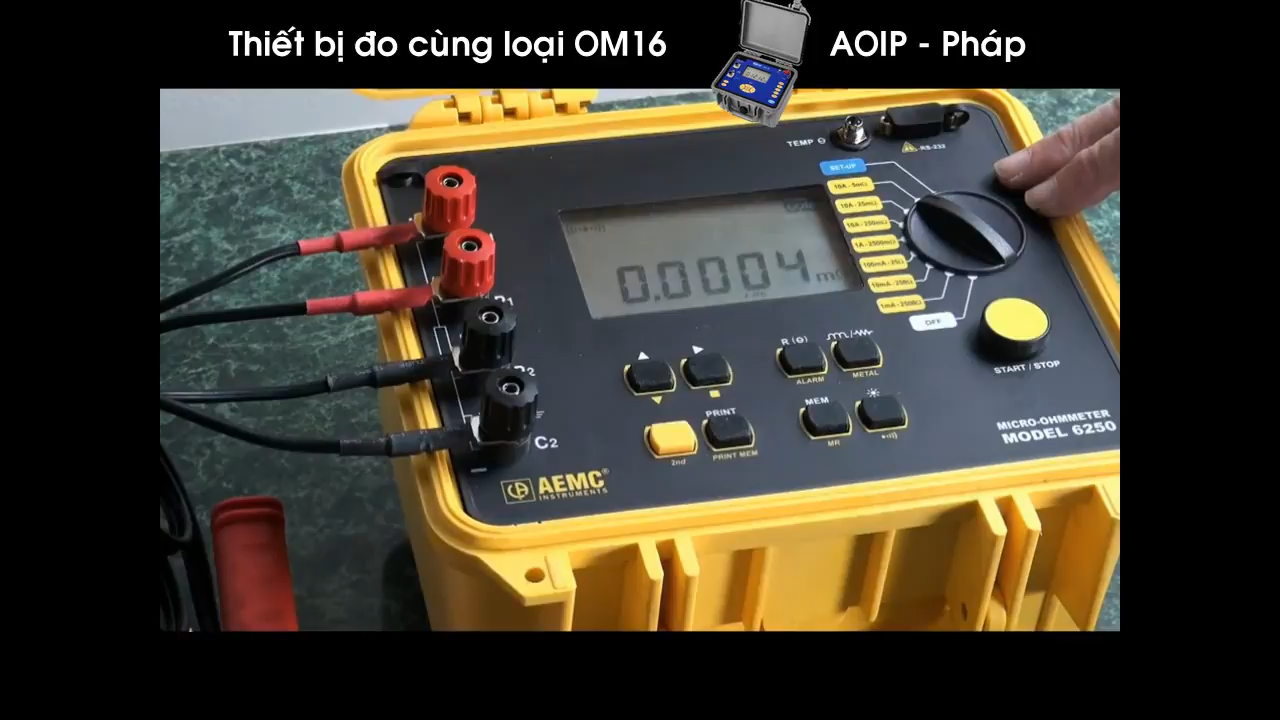 Thiết bị đo cùng loại OM16
AOIP - Pháp
TEMP
RS-232
SET-UP
10A - 5mΩ
10A - 25mΩ
10A - 250mΩ
1A - 2500mΩ
100mA - 25Ω
10mA - 250Ω
1mA - 2500Ω
OFF
0.0004 mΩ
START / STOP
R (Θ)
ALARM
METAL
MEM
MR
PRINT
PRINT MEM
2nd
C2
MICRO-OHMMETER
MODEL 6250
AEMC®
INSTRUMENTS